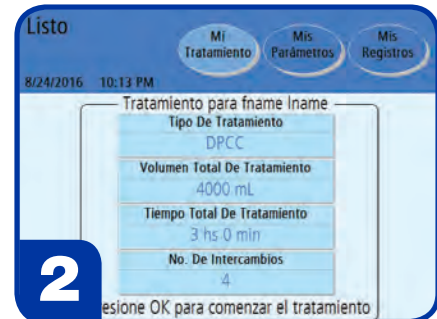 Listo
Mi Tratamiento
Mis Parámetros
Mis Registros
8/24/2016 10:13 PM
Tratamiento para fname lname
Tipo De Tratamiento
DPCC
Volumen Total De Tratamiento
4000 mL
Tiempo Total De Tratamiento
3 hs 0 min
No. De Intercambios
4
2
esione OK para comenzar el tratamiento